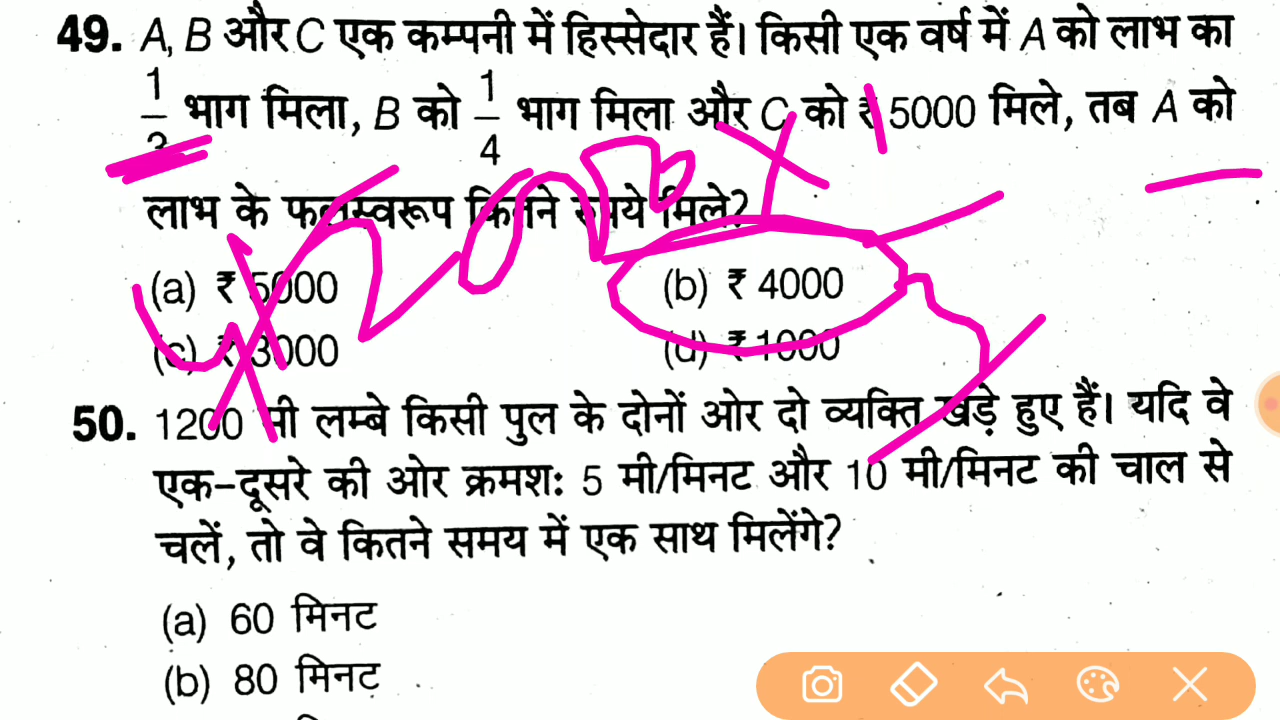 49. A, B और C एक कम्पनी में हिस्सेदार हैं। किसी एक वर्ष में A को लाभ का
1/3 भाग मिला, B को 1/4 भाग मिला और C को ₹ 5000 मिले, तब A को
लाभ के फलस्वरूप कितने रुपये मिले?
(a) ₹ 5000 (b) ₹ 4000
(c) ₹ 3000 (d) ₹ 1000
50. 1200 मी लम्बे किसी पुल के दोनों ओर दो व्यक्ति खड़े हुए हैं। यदि वे
एक-दूसरे की ओर क्रमश: 5 मी/मिनट और 10 मी/मिनट की चाल से
चलें, तो वे कितने समय में एक साथ मिलेंगे?
(a) 60 मिनट
(b) 80 मिनट